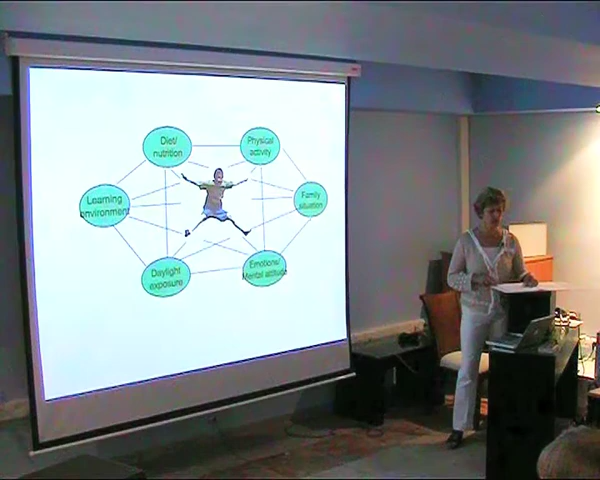 Diet/
nutrition
Physical
activity
Learning
environment
Family
situation
Daylight
exposure
Emotions/
Mental attitude